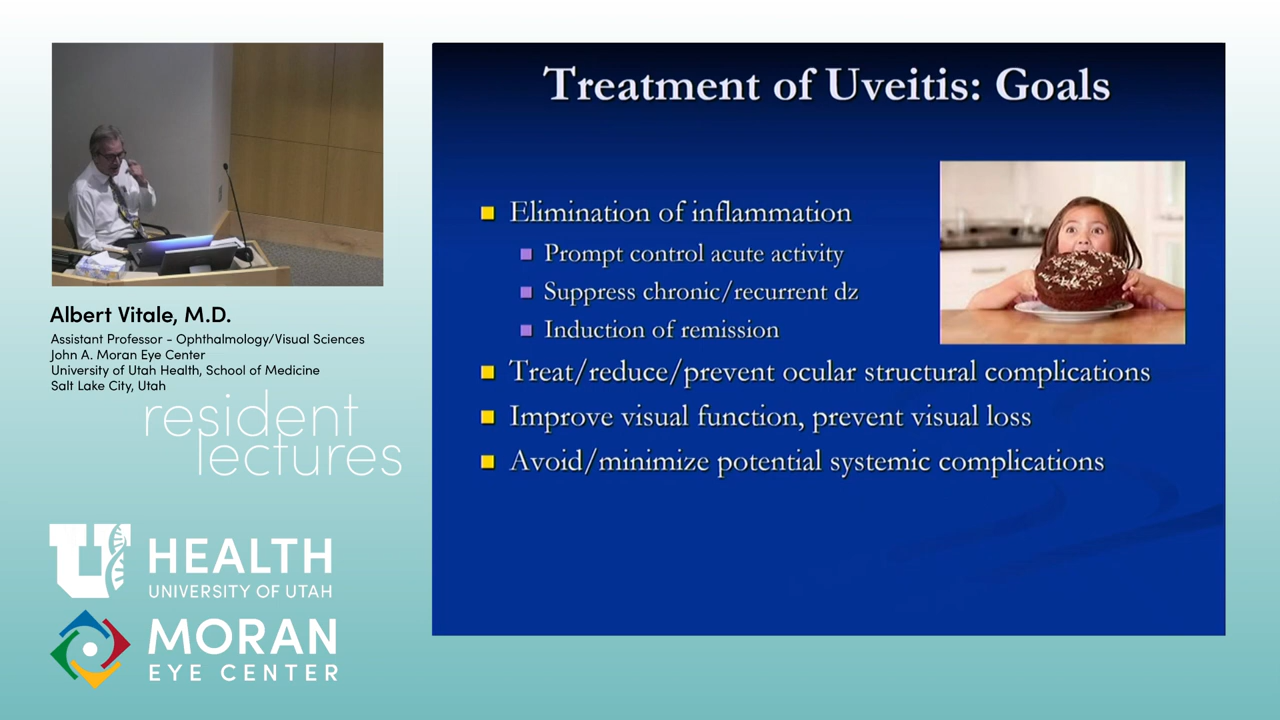 Treatment of Uveitis: Goals
Elimination of inflammation
Prompt control acute activity
Suppress chronic/recurrent dz
Induction of remission
Treat/reduce/prevent ocular structural complications
Improve visual function, prevent visual loss
Avoid/minimize potential systemic complications
Albert Vitale, M.D.
Assistant Professor - Ophthalmology/Visual Sciences
John A. Moran Eye Center
University of Utah Health, School of Medicine
Salt Lake City, Utah
resident
lectures
U HEALTH
UNIVERSITY OF UTAH
MORAN
EYE CENTER